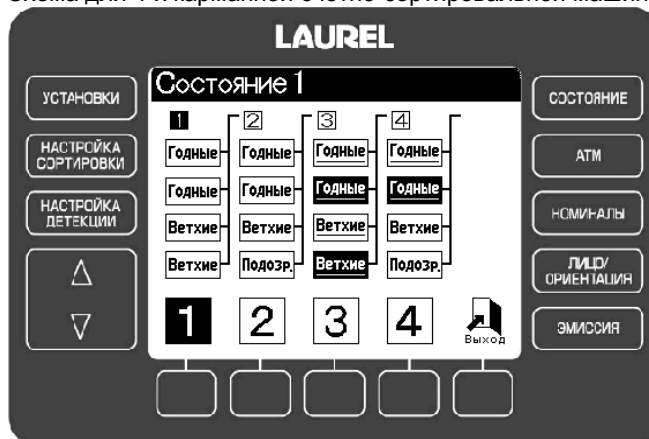 LAUREL
УСТАНОВКИ
НАСТРОЙКА
СОРТИРОВКИ
НАСТРОЙКА
ДЕТЕКЦИИ
Состояние 1
1 2 3 4
Годные Годные Годные Годные
Годные Годные Годные Годные
Ветхие Ветхие Ветхие Ветхие
Ветхие Подозр. Ветхие Подозр.
1 2 3 4 Выход
СОСТОЯНИЕ
АТМ
НОМИНАЛЫ
ЛИЦО/
ОРИЕНТАЦИЯ
ЭМИССИЯ